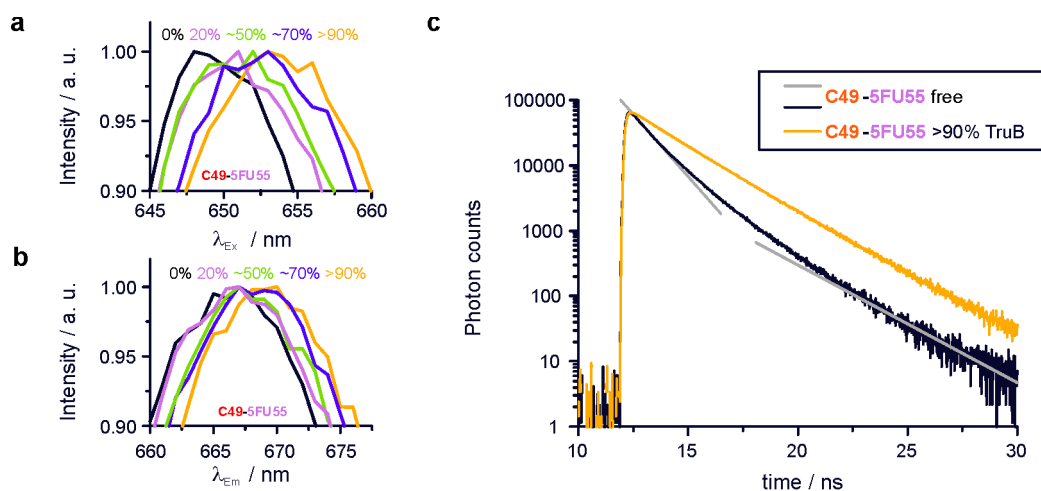 a
0% 20% ~50% ~70% >90%
1.00
0.95
0.90
Intensity / a. u.
C49-5FU55
645 650 655 660
λEx / nm
b
0% 20% ~50% ~70% >90%
1.00
0.95
0.90
Intensity / a. u.
C49-5FU55
660 665 670 675
λEm / nm
c
C49-5FU55 free
C49-5FU55 >90% TruB
100000
10000
1000
100
10
1
Photon counts
10 15 20 25 30
time / ns